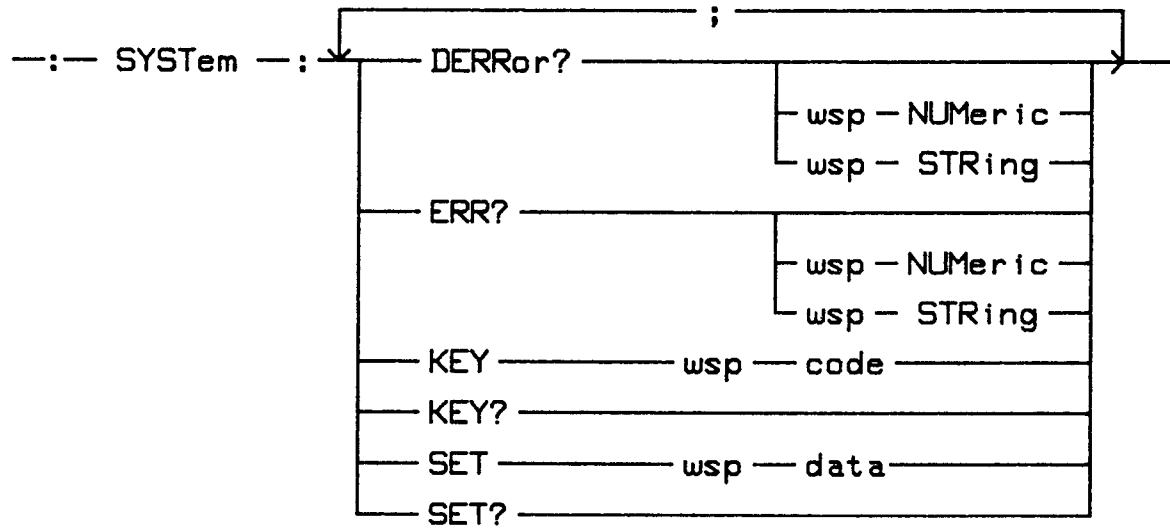 ;
: SYSTem :
DERRor?
wsp NUMeric
wsp STRing
ERR?
wsp NUMeric
wsp STRing
KEY wsp code
KEY?
SET wsp data
SET?